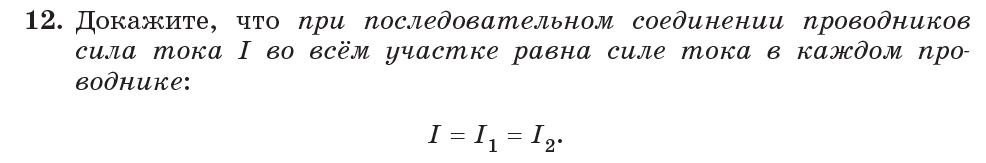 12. Докажите, что при последовательном соединении проводников
сила тока I во всём участке равна силе тока в каждом про-
воднике:
I = I₁ = I₂.